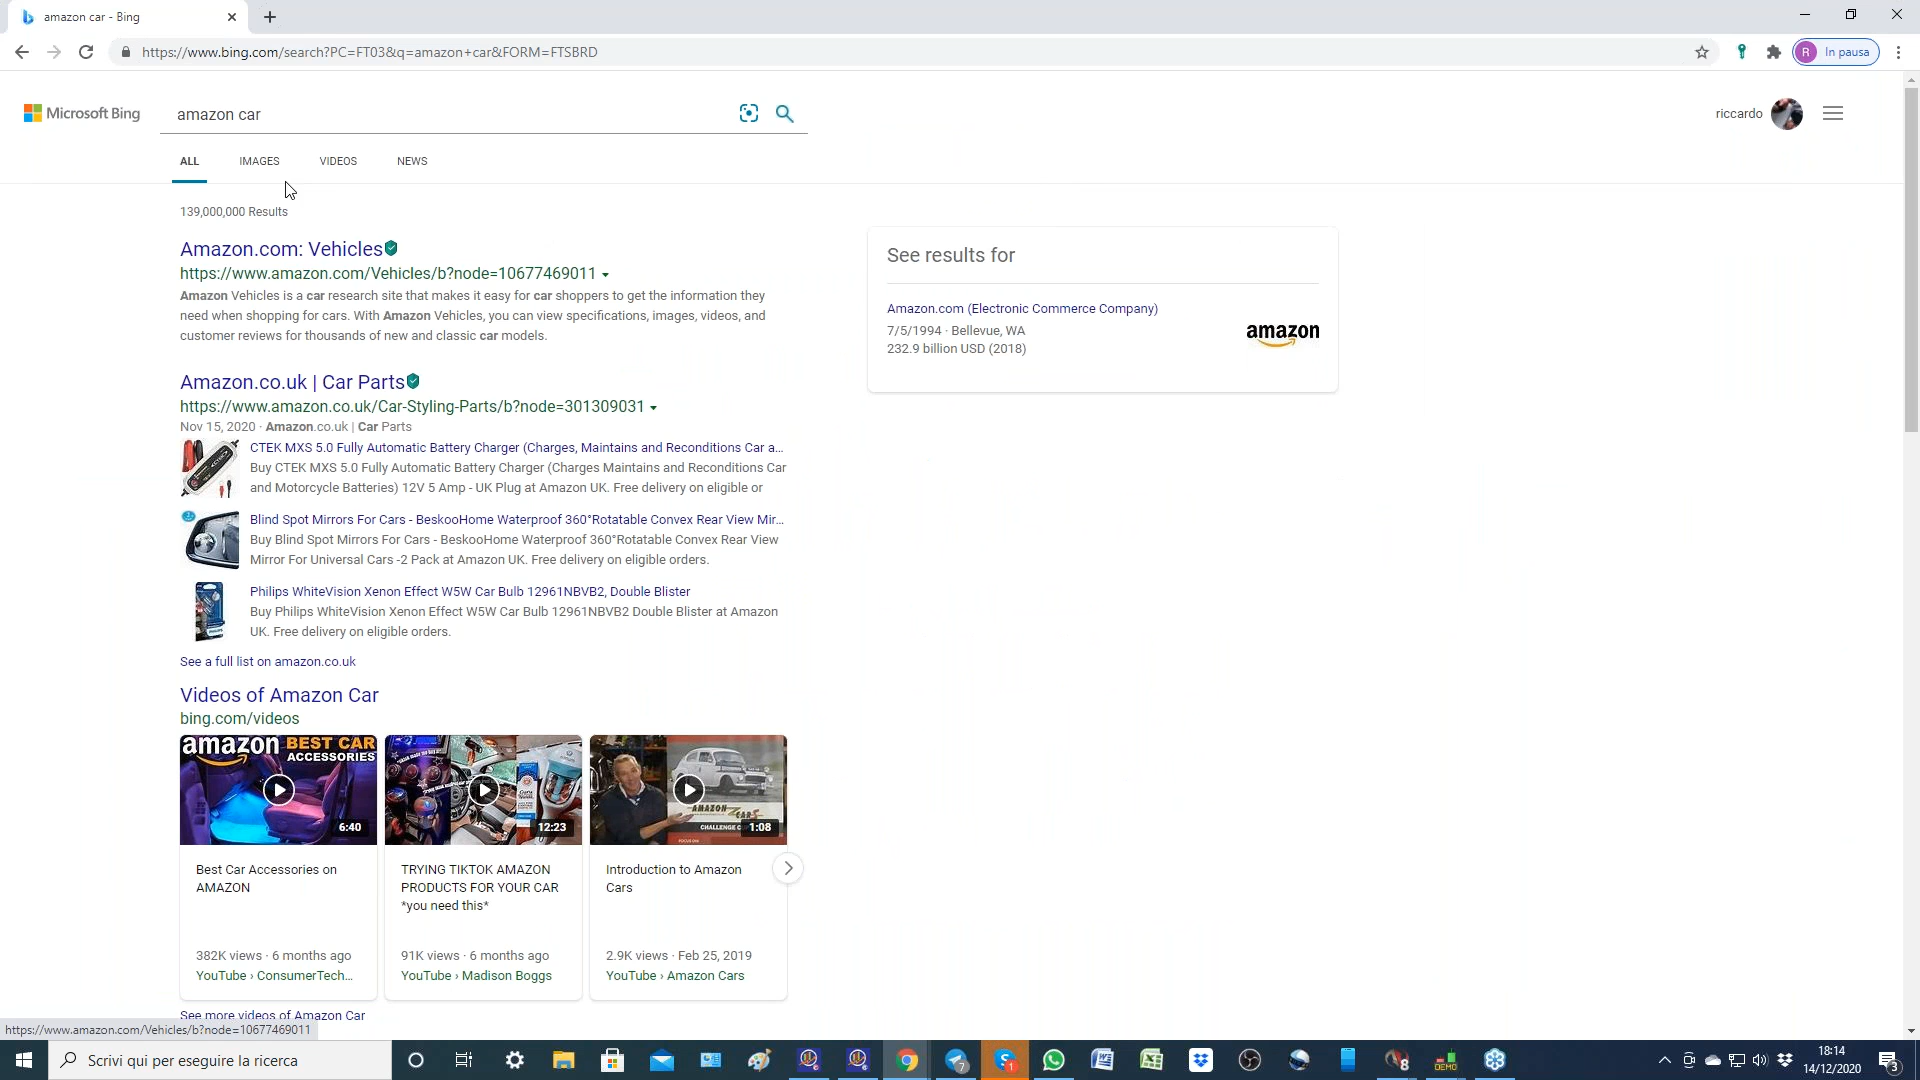 amazon car - Bing
https://www.bing.com/search?PC=FT03&q=amazon+car&FORM=FTSBRD
R In pausa
Microsoft Bing
amazon car
riccardo
ALL IMAGES VIDEOS NEWS
139,000,000 Results
Amazon.com: Vehicles
https://www.amazon.com/Vehicles/b?node=10677469011
Amazon Vehicles is a car research site that makes it easy for car shoppers to get the information they
need when shopping for cars. With Amazon Vehicles, you can view specifications, images, videos, and
customer reviews for thousands of new and classic car models.
See results for
Amazon.com (Electronic Commerce Company)
7/5/1994 · Bellevue, WA
232.9 billion USD (2018)
amazon
Amazon.co.uk | Car Parts
https://www.amazon.co.uk/Car-Styling-Parts/b?node=301309031
Nov 15, 2020 · Amazon.co.uk | Car Parts
CTEK MXS 5.0 Fully Automatic Battery Charger (Charges, Maintains and Reconditions Car a...
Buy CTEK MXS 5.0 Fully Automatic Battery Charger (Charges Maintains and Reconditions Car
and Motorcycle Batteries) 12V 5 Amp - UK Plug at Amazon UK. Free delivery on eligible or
Blind Spot Mirrors For Cars - BeskooHome Waterproof 360°Rotatable Convex Rear View Mir...
Buy Blind Spot Mirrors For Cars - BeskooHome Waterproof 360°Rotatable Convex Rear View
Mirror For Universal Cars -2 Pack at Amazon UK. Free delivery on eligible orders.
Philips WhiteVision Xenon Effect W5W Car Bulb 12961NBVB2, Double Blister
Buy Philips WhiteVision Xenon Effect W5W Car Bulb 12961NBVB2 Double Blister at Amazon
UK. Free delivery on eligible orders.
See a full list on amazon.co.uk
Videos of Amazon Car
bing.com/videos
amazon BEST CAR
ACCESSORIES
6:40
12:23
AMAZON CARS
CHALLENGE
1:08
Best Car Accessories on
AMAZON
382K views · 6 months ago
YouTube › ConsumerTech...
TRYING TIKTOK AMAZON
PRODUCTS FOR YOUR CAR
*you need this*
91K views · 6 months ago
YouTube › Madison Boggs
Introduction to Amazon
Cars
2.9K views · Feb 25, 2019
YouTube › Amazon Cars
See more videos of Amazon Car
https://www.amazon.com/Vehicles/b?node=10677469011
Scrivi qui per eseguire la ricerca
7
1
8
DEMO
18:14
14/12/2020
3